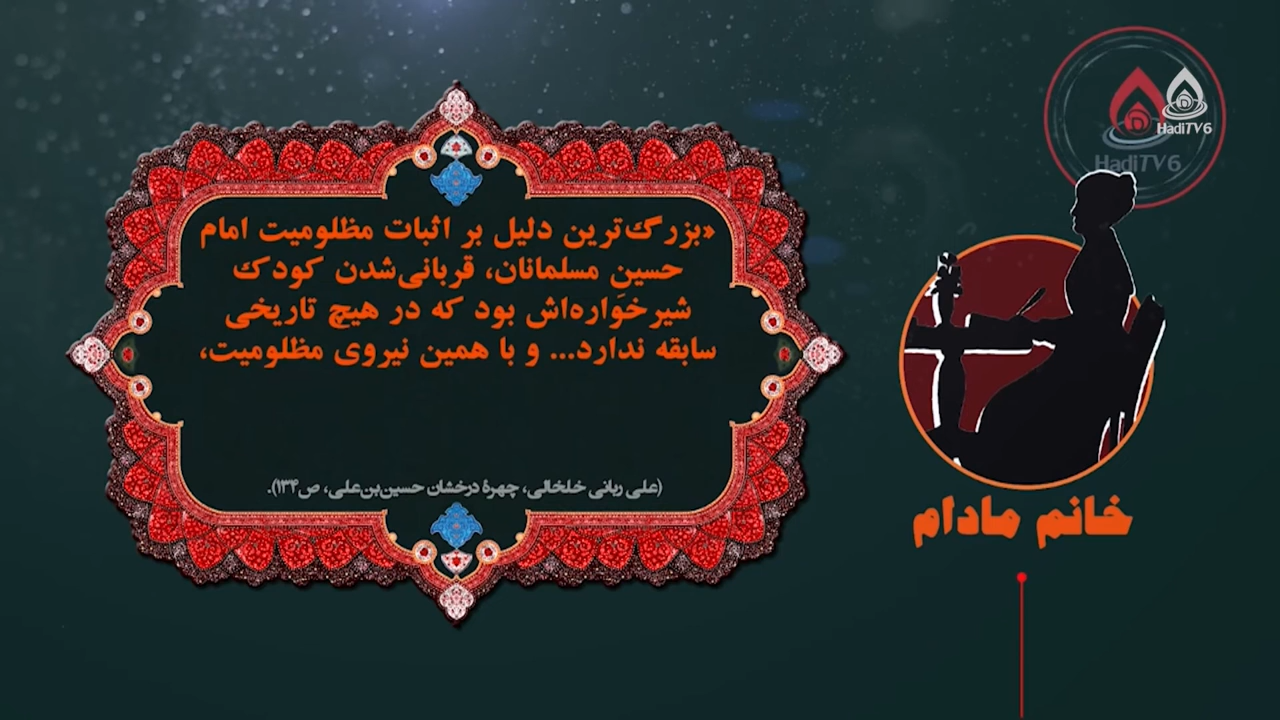 HadiTV6
HadiTV6
«بزرگ‌ترین دلیل بر اثبات مظلومیت امام
حسین مسلمانان، قربانی‌شدن کودک
شیرخَواره‌اش بود که در هیچ تاریخی
سابقه ندارد... و با همین نیروی مظلومیت،
(علی ربانی خلخالی، چهرهٔ درخشان حسین‌بن‌علی، ص۱۳۴).
خانم مادام